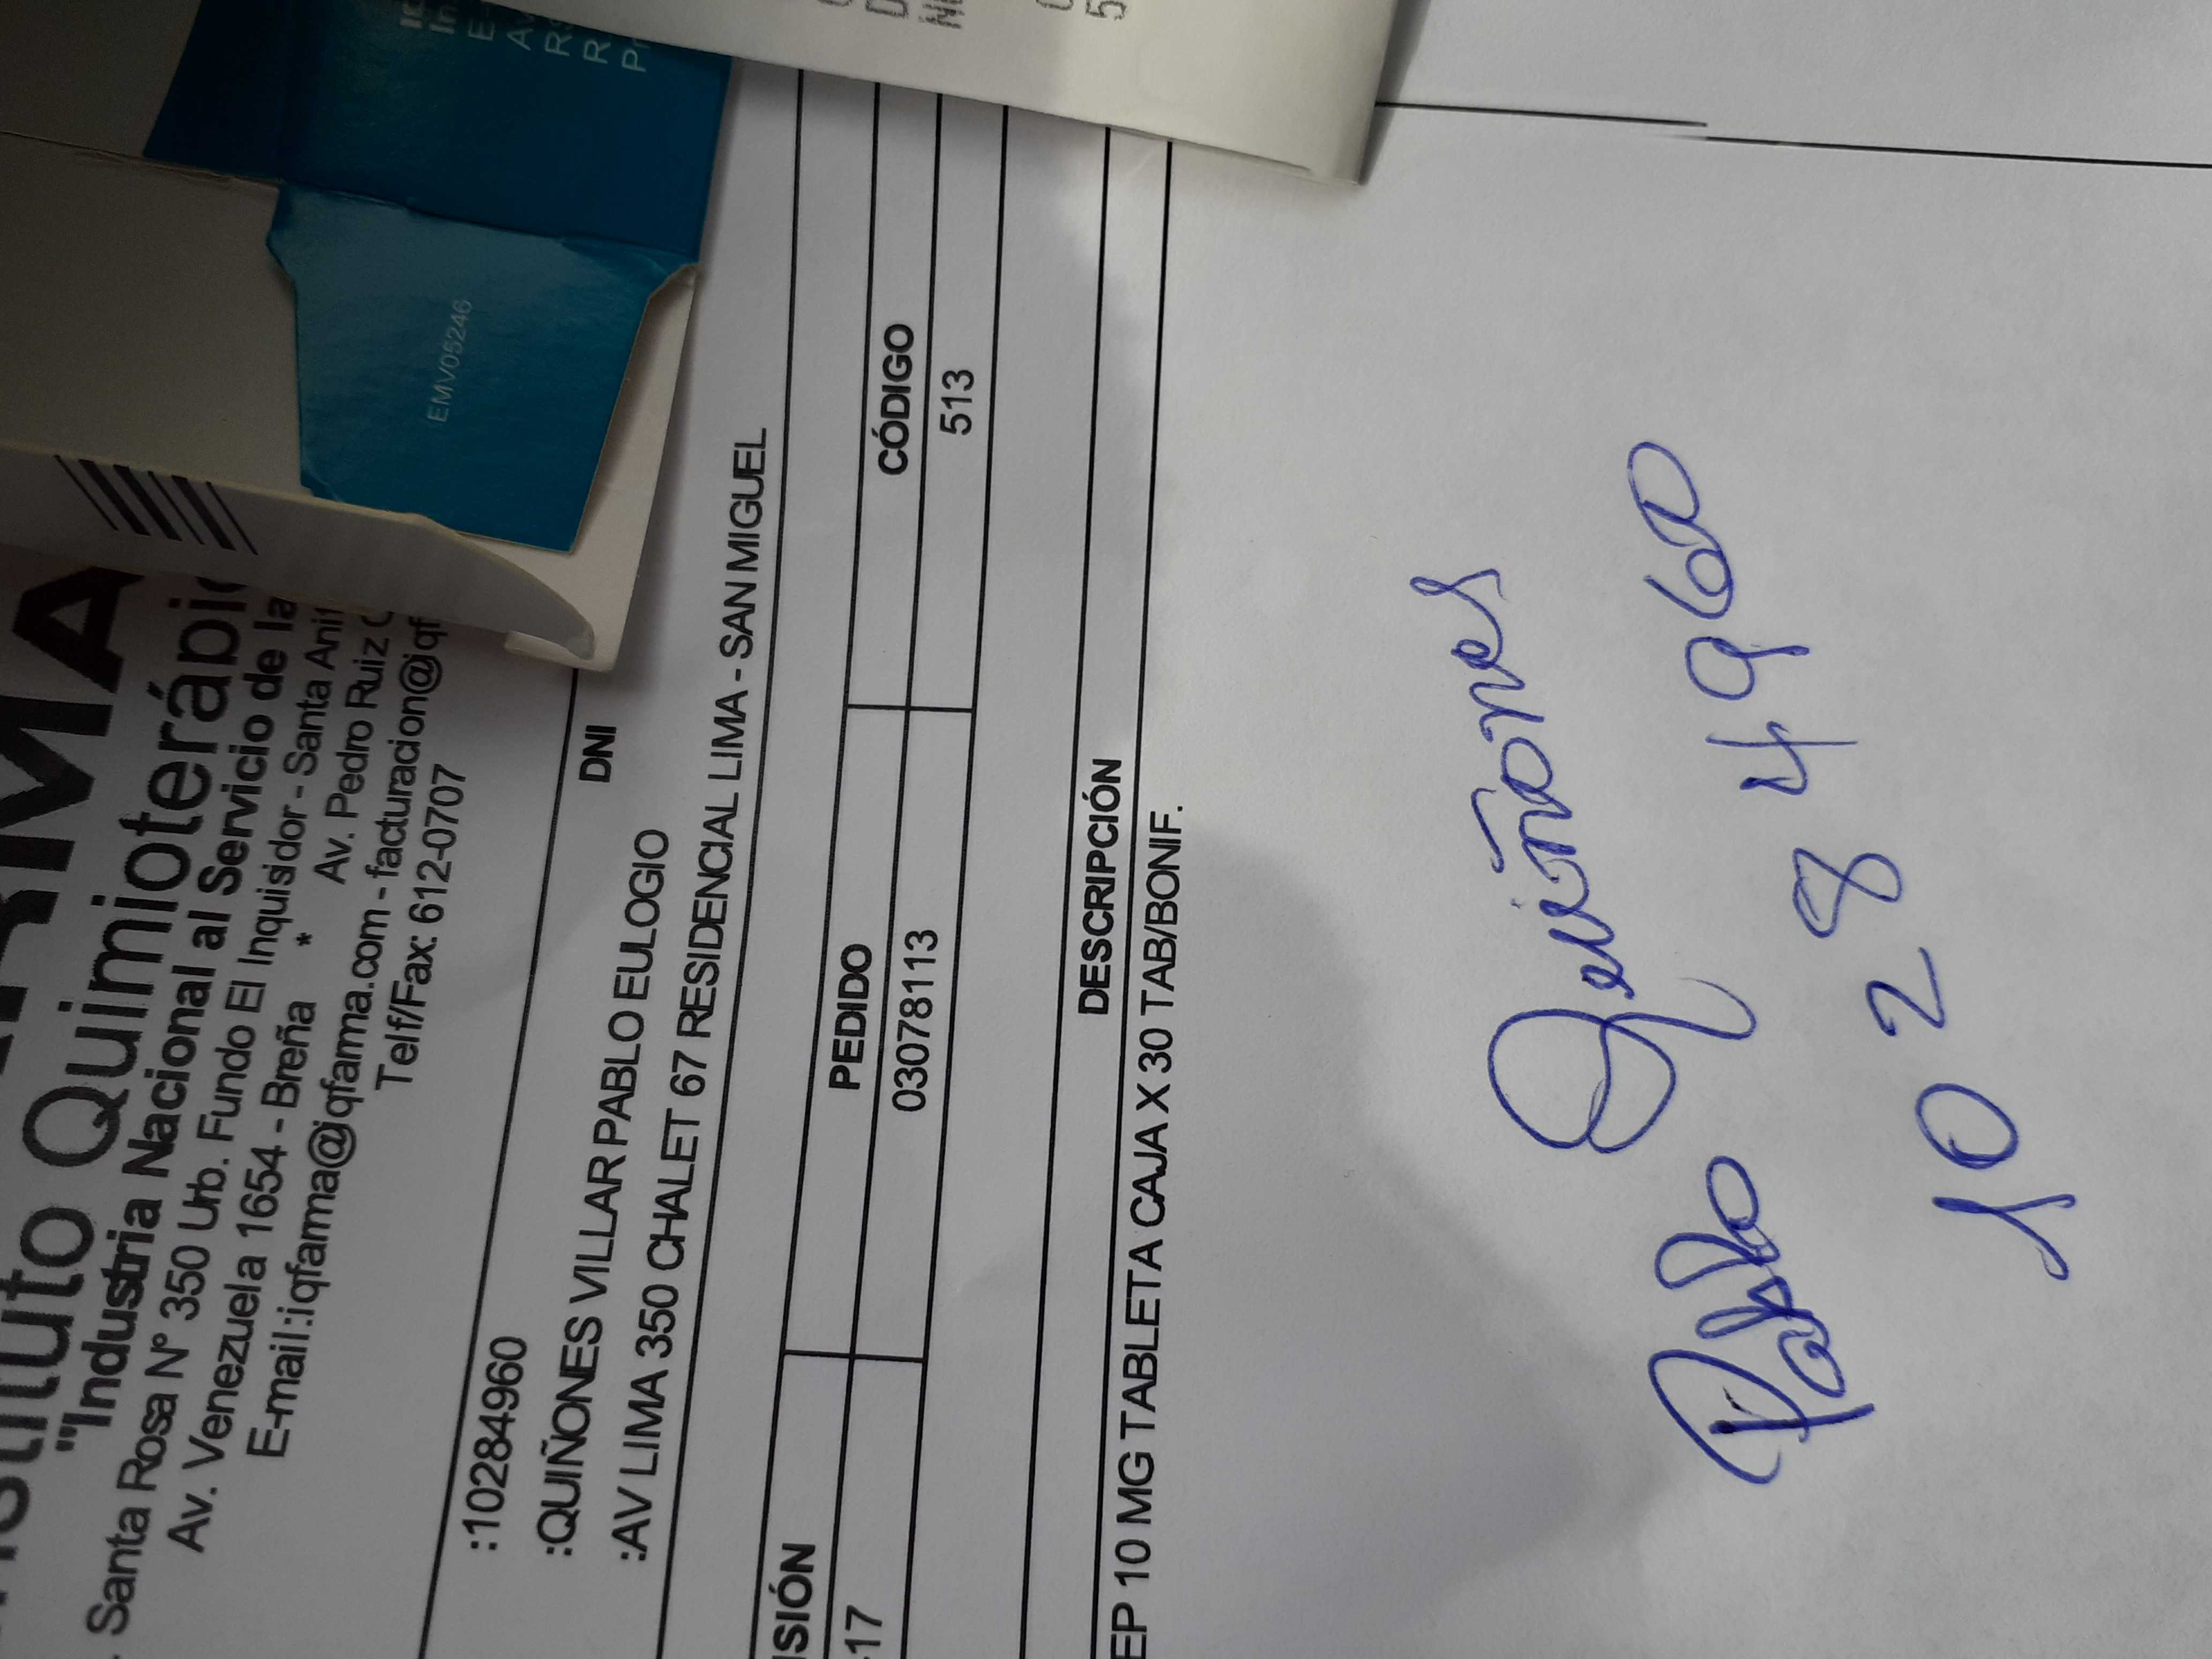 Quimioterápi
"Industria Nacional al Servicio de la
Santa Rosa Nº 350 Urb. Fundo El Inquisidor - Santa Ani
Av. Venezuela 1654 - Breña * Av. Pedro Ruiz
E-mail:iqfarma@iqfarma.com - facturacion@iqf
Telf/Fax: 612-0707
:10284960 DNI
:QUIÑONES VILLAR PABLO EULOGIO
:AV LIMA 350 CHALET 67 RESIDENCIAL LIMA - SAN MIGUEL
SIÓN PEDIDO CÓDIGO
17 03078113 513
DESCRIPCIÓN
EP 10 MG TABLETA CAJA X 30 TAB/BONIF.
EMV05246
Pablo Quiñones
10284960